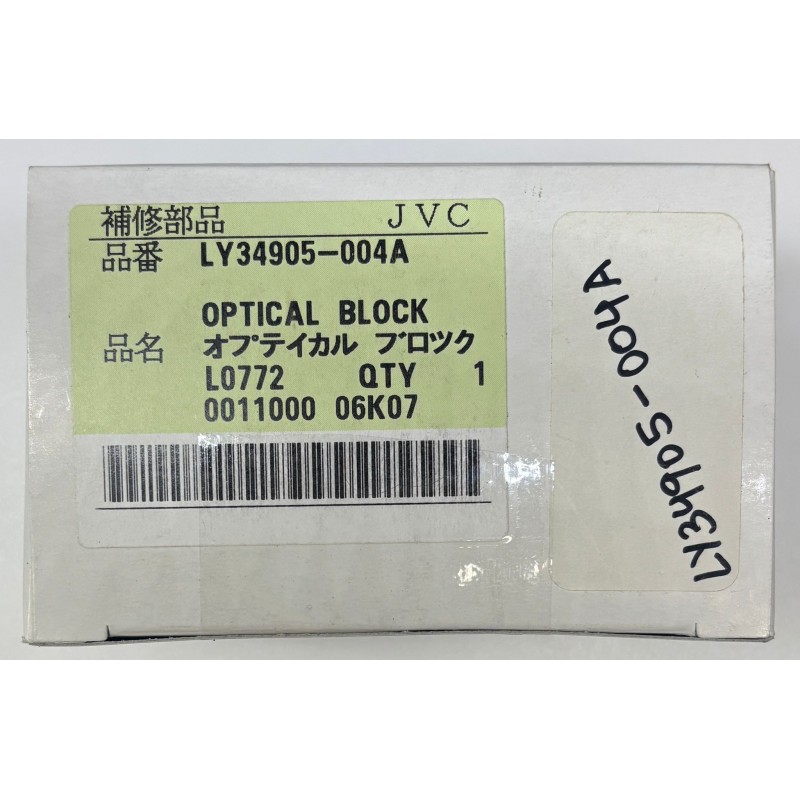 補修部品 JVC
品番 LY34905-004A
OPTICAL BLOCK
品名 オプテイカル ブロツク
L0772 QTY 1
0011000 06K07
LY34905-004A